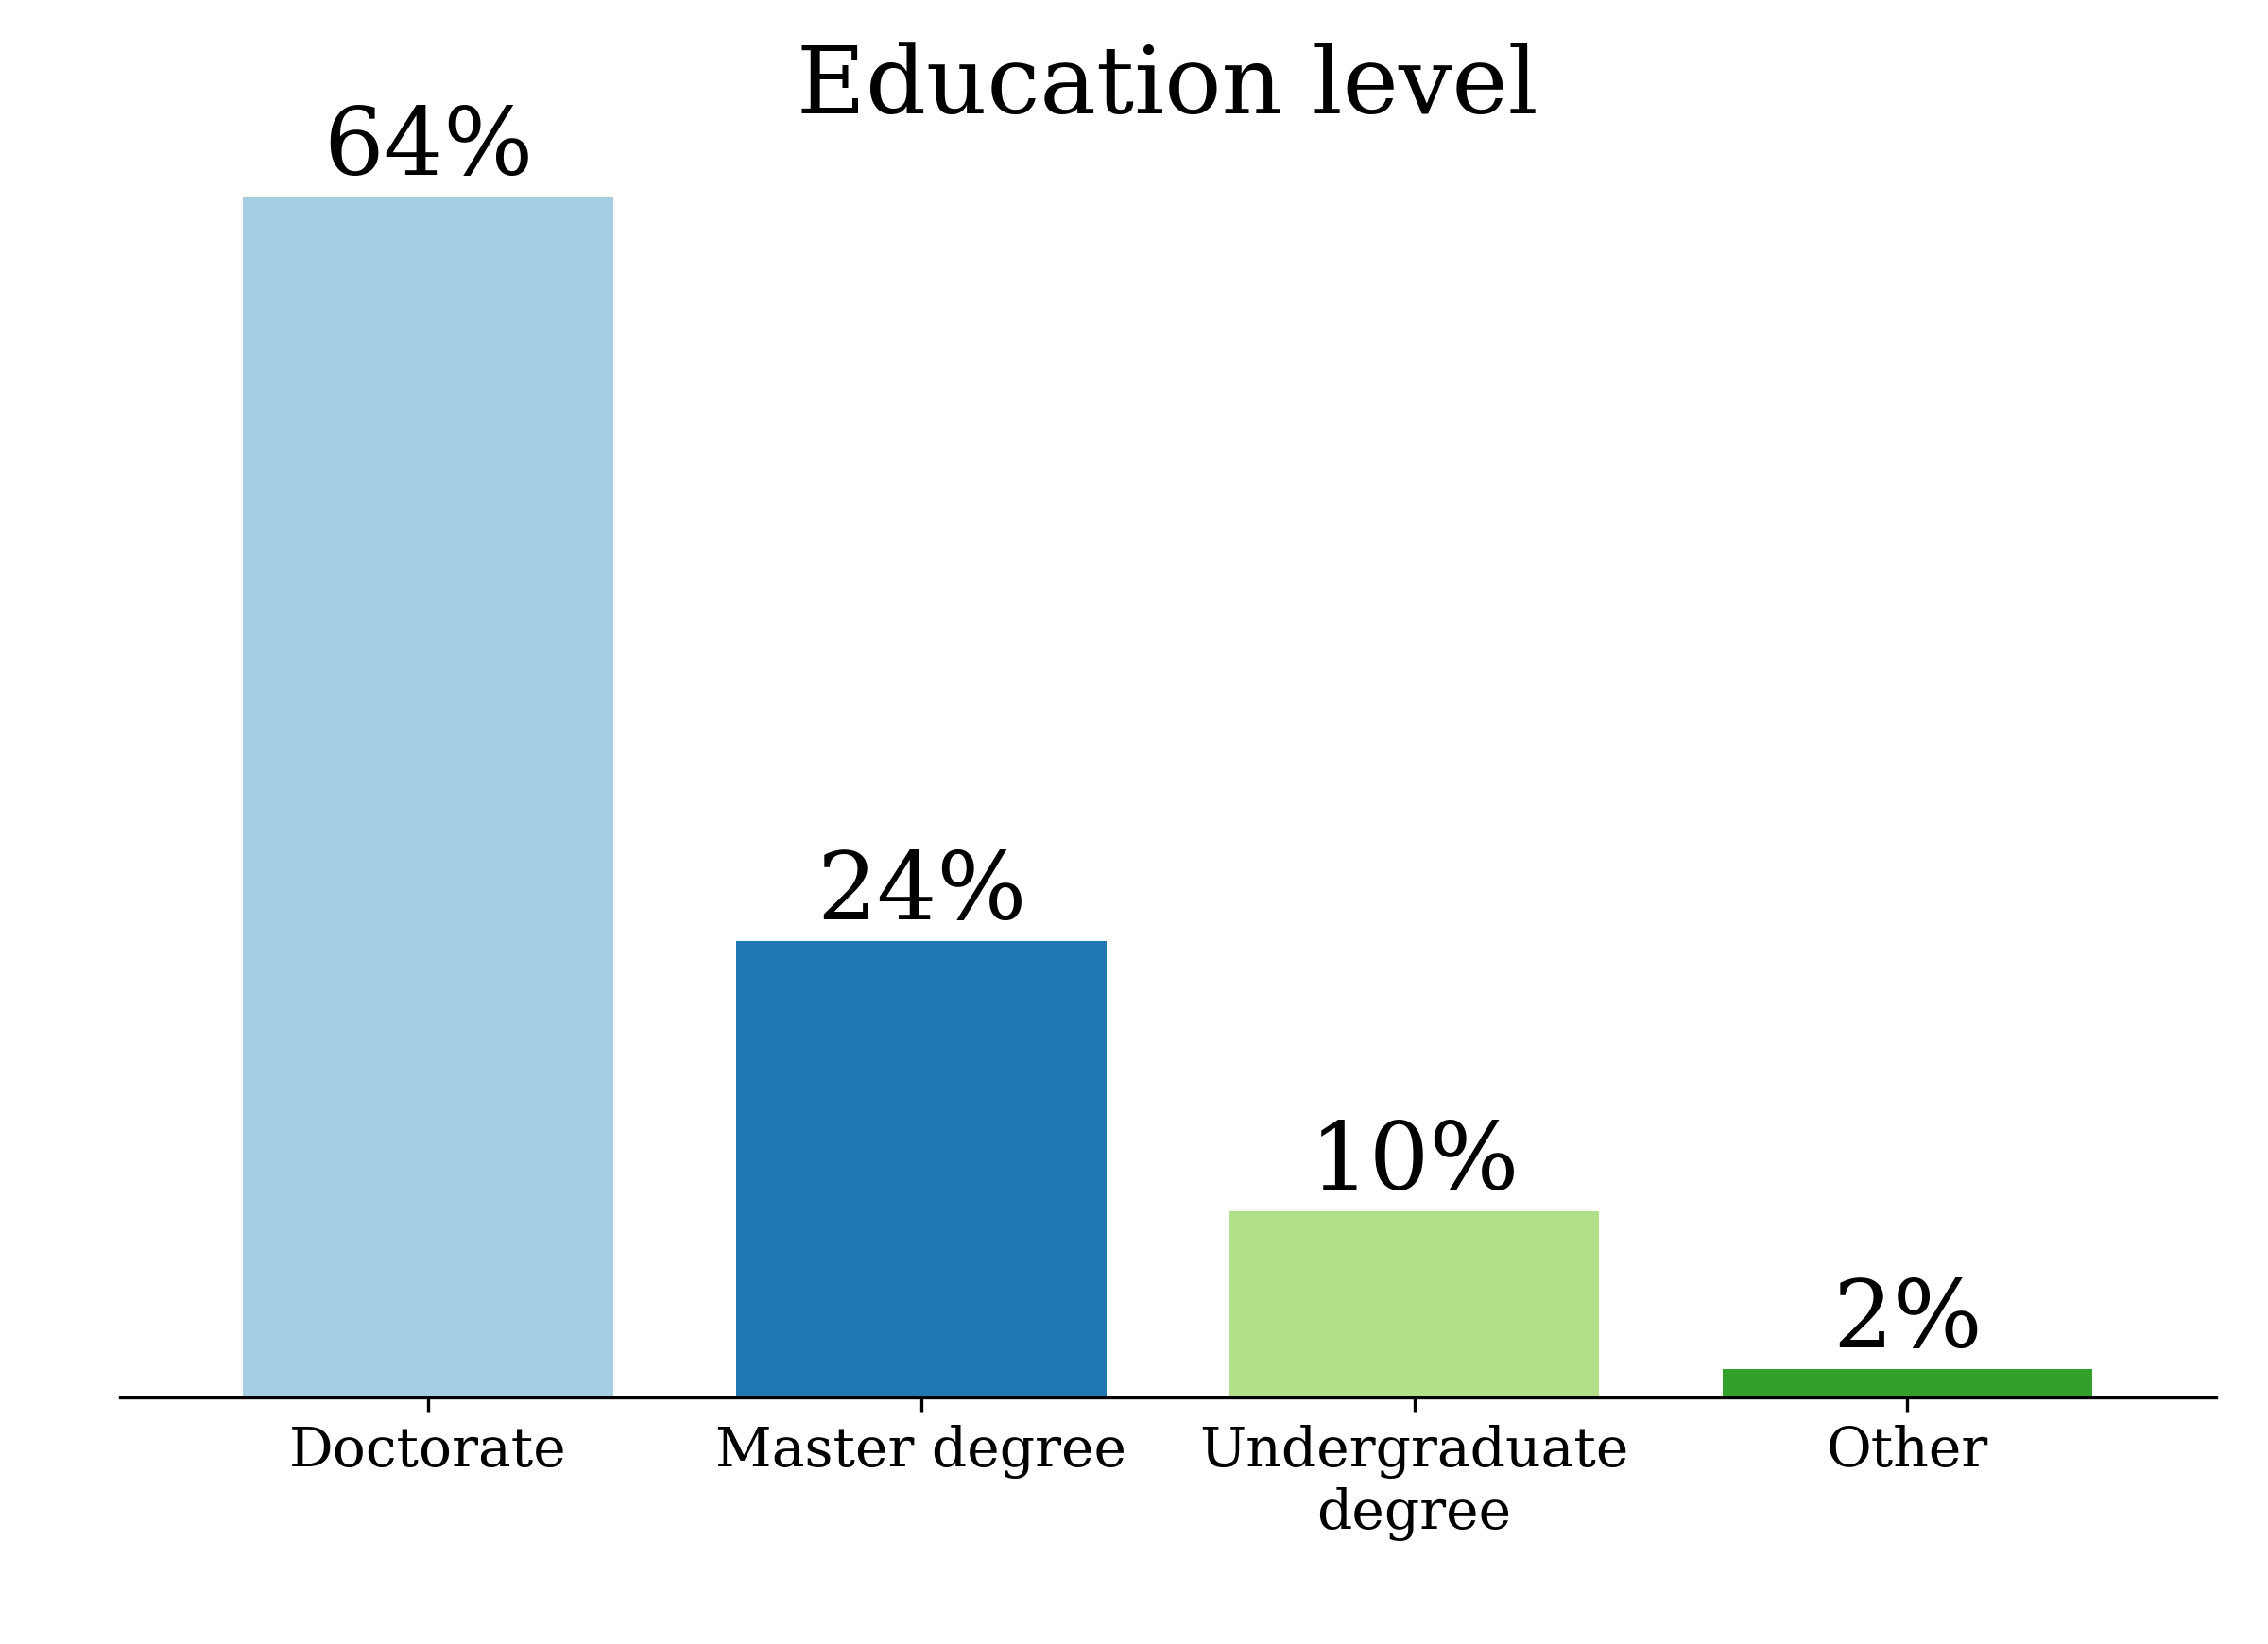 Education level
64%
24%
10%
2%
Doctorate
Master degree
Undergraduate
degree
Other